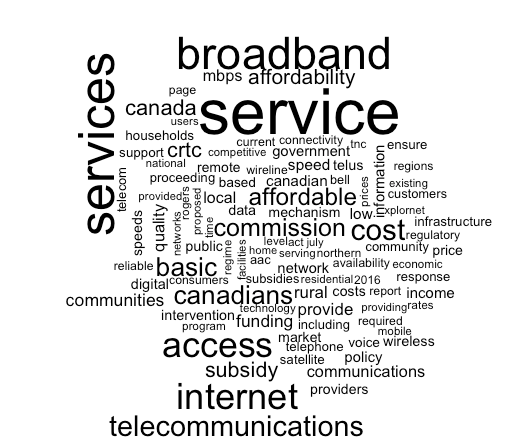 broadband
mbps affordability
page
canada service
users
services
households current connectivity tnc ensure
support crtc competitive government information
national remote wireline speed telus regions
telecom proceeding based canadian bell prices existing
provided rogers proposed local affordable customers
speeds quality networks time data mechanism low explornet
commission cost infrastructure
regulatory
public regime facilities level act july community price
home serving northern
reliable basic aac network availability economic
digital consumers subsidies residential 2016 response
communities canadians rural costs report income
intervention technology provide providing rates
program funding including required
market mobile
access telephone voice wireless
satellite policy
subsidy communications
internet providers
telecommunications